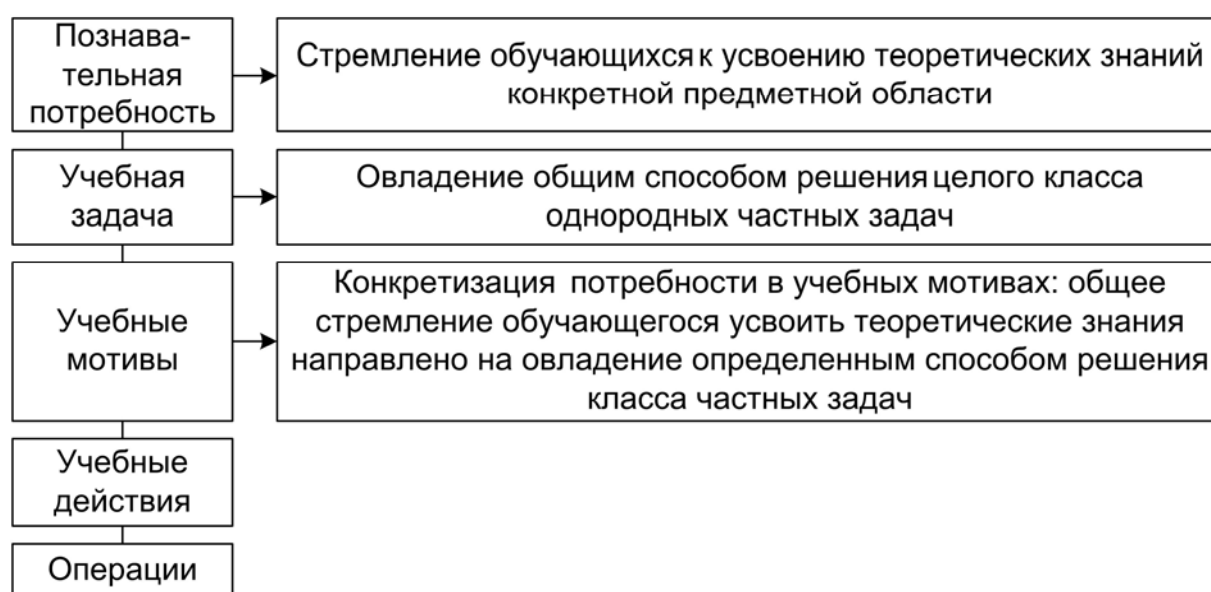 Познава-
тельная
потребность
Стремление обучающихся к усвоению теоретических знаний
конкретной предметной области
Учебная
задача
Овладение общим способом решения целого класса
однородных частных задач
Учебные
мотивы
Конкретизация потребности в учебных мотивах: общее
стремление обучающегося усвоить теоретические знания
направлено на овладение определенным способом решения
класса частных задач
Учебные
действия
Операции